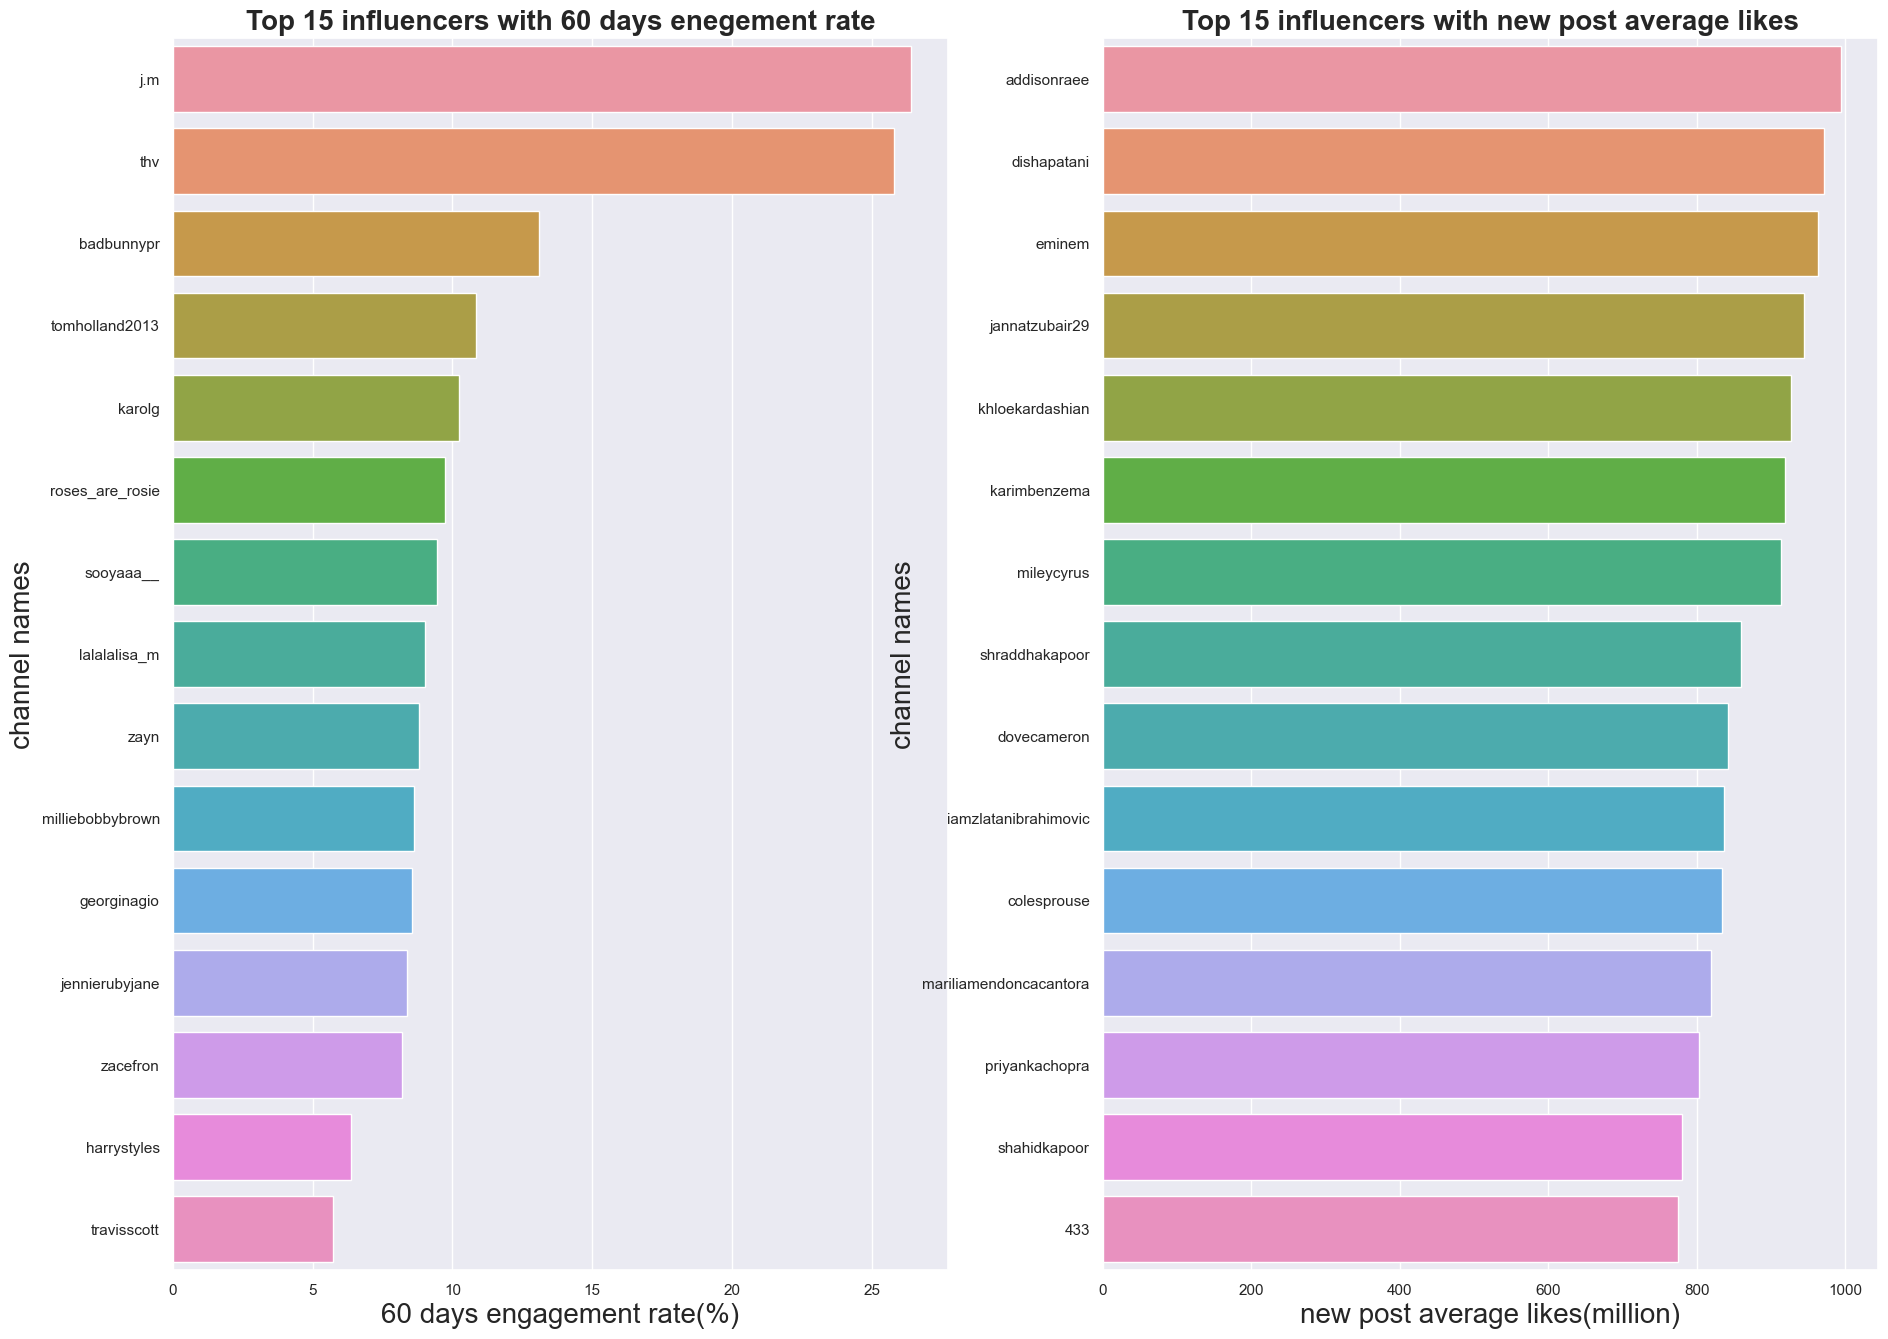 Top 15 influencers with 60 days enegement rate
channel names
j.m
thv
badbunnypr
tomholland2013
karolg
roses_are_rosie
sooyaaa__
lalalalisa_m
zayn
milliebobbybrown
georginagio
jennierubyjane
zacefron
harrystyles
travisscott
0 5 10 15 20 25
60 days engagement rate(%)
Top 15 influencers with new post average likes
channel names
addisonraee
dishapatani
eminem
jannatzubair29
khloekardashian
karimbenzema
mileycyrus
shraddhakapoor
dovecameron
iamzlatanibrahimovic
colesprouse
mariliamendoncacantora
priyankachopra
shahidkapoor
433
0 200 400 600 800 1000
new post average likes(million)